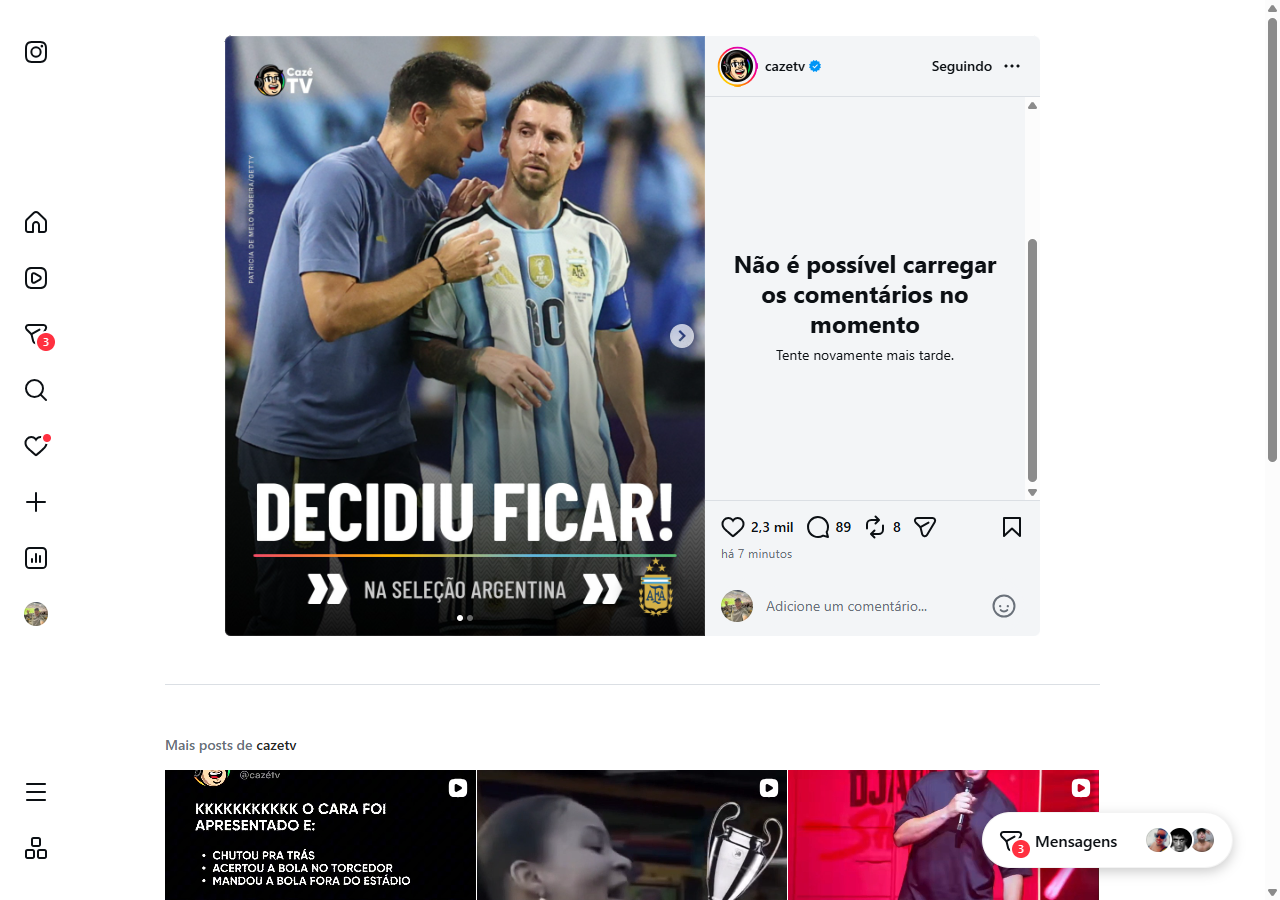 Cazé
TV
PATRICIA DE MELO MOREIRA/GETTY
10
AFA
DECIDIU FICAR!
NA SELEÇÃO ARGENTINA
AFA
cazetv
Seguindo
Não é possível carregar
os comentários no
momento
Tente novamente mais tarde.
2,3 mil
89
8
há 7 minutos
Adicione um comentário...
3
Mais posts de cazetv
@cazétv
KKKKKKKKKKK O CARA FOI
APRESENTADO E:
• CHUTOU PRA TRÁS
• ACERTOU A BOLA NO TORCEDOR
• MANDOU A BOLA FORA DO ESTÁDIO
3
Mensagens